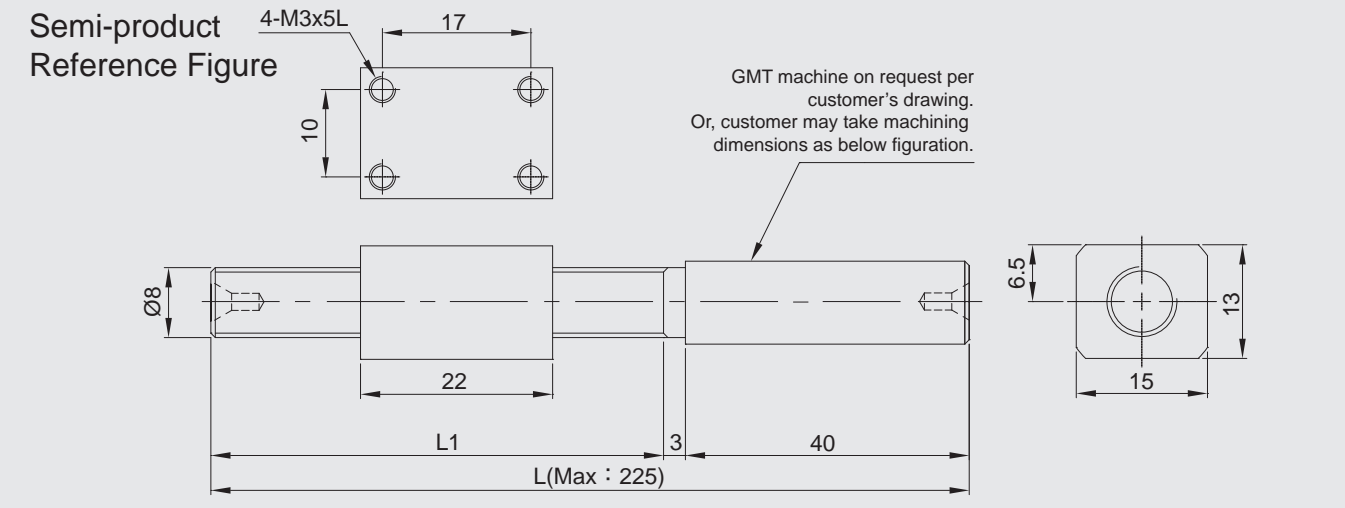 Semi-product
Reference Figure
4-M3x5L
17
10
GMT machine on request per
customer's drawing.
Or, customer may take machining
dimensions as below figuration.
Ø8
22
6.5
13
15
L1
3
40
L(Max：225)